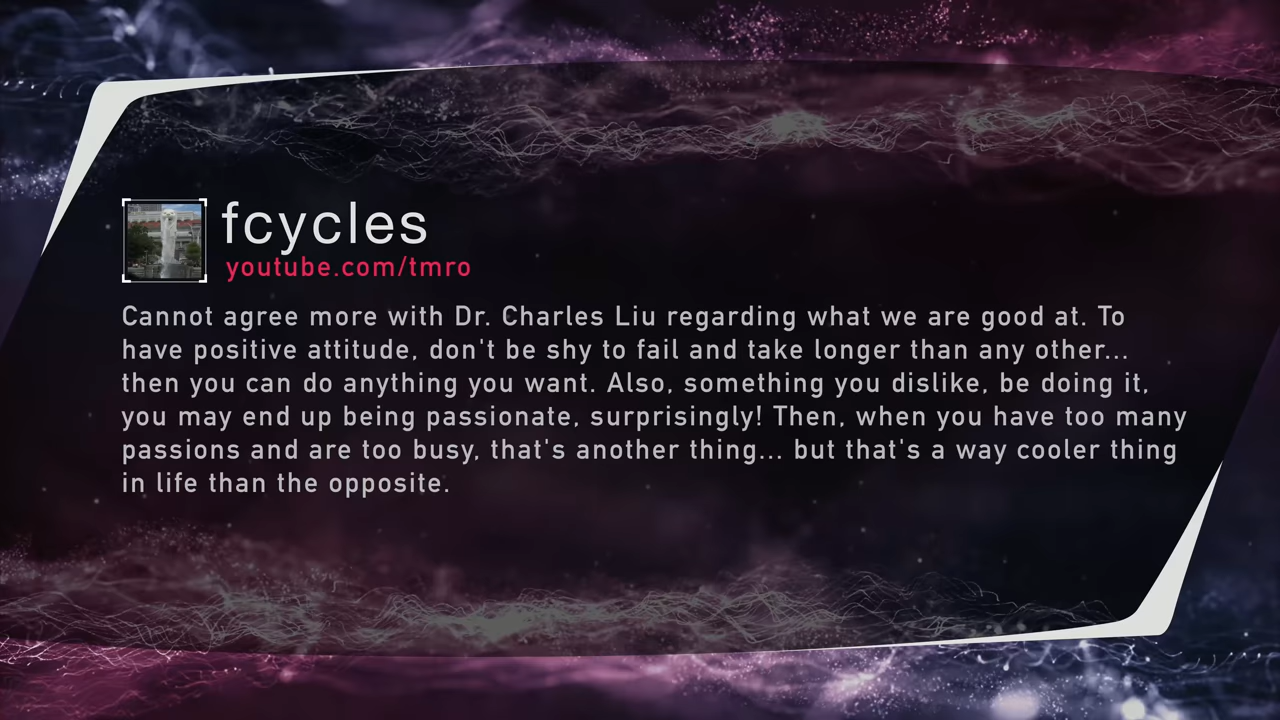 fcycles
youtube.com/tmro
Cannot agree more with Dr. Charles Liu regarding what we are good at. To
have positive attitude, don't be shy to fail and take longer than any other...
then you can do anything you want. Also, something you dislike, be doing it,
you may end up being passionate, surprisingly! Then, when you have too many
passions and are too busy, that's another thing... but that's a way cooler thing
in life than the opposite.